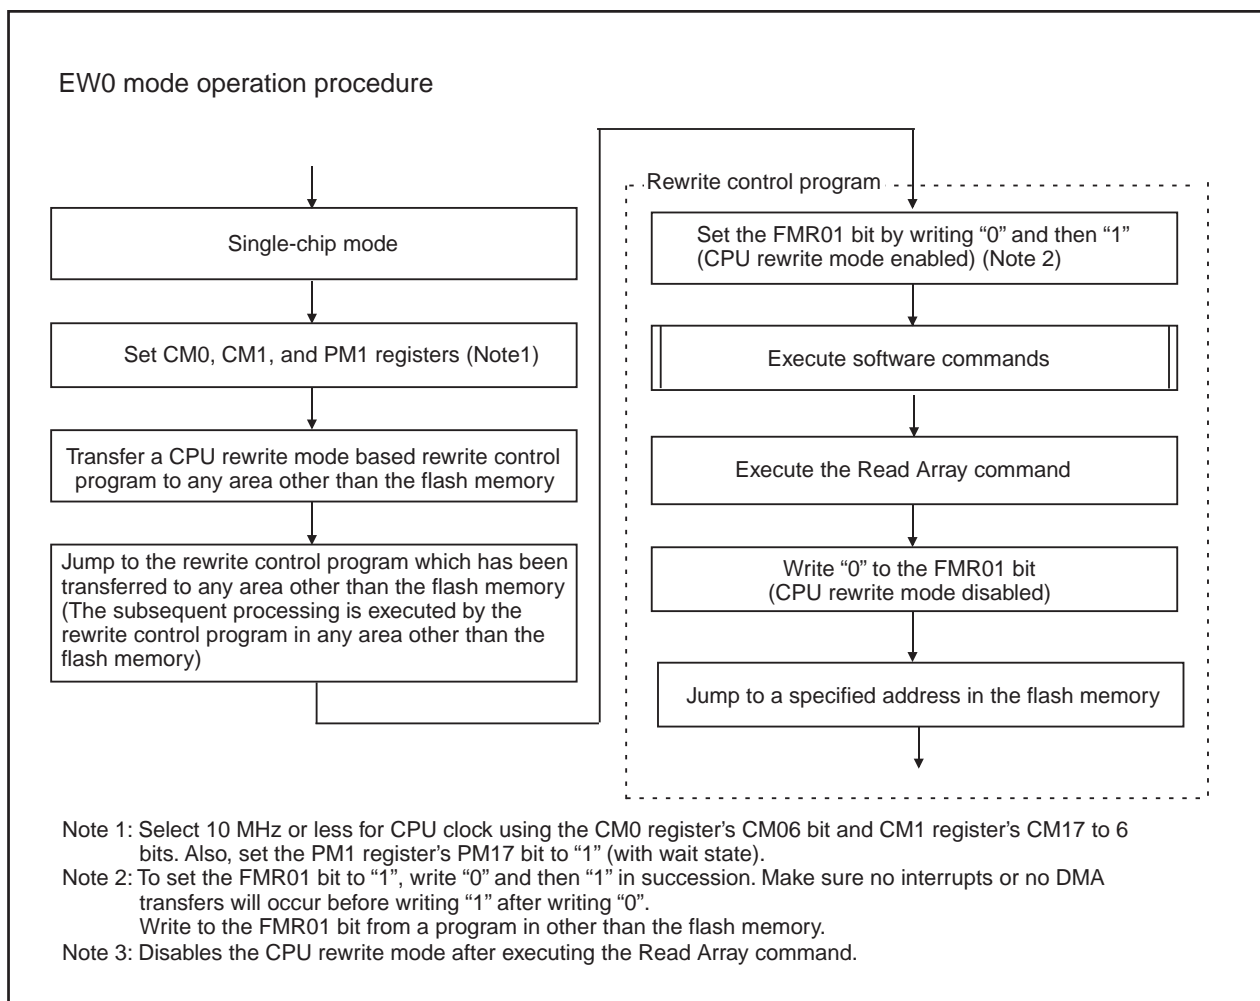 EW0 mode operation procedure
Single-chip mode
Set CM0, CM1, and PM1 registers (Note1)
Transfer a CPU rewrite mode based rewrite control
program to any area other than the flash memory
Jump to the rewrite control program which has been
transferred to any area other than the flash memory
(The subsequent processing is executed by the
rewrite control program in any area other than the
flash memory)
Rewrite control program
Set the FMR01 bit by writing “0” and then “1”
(CPU rewrite mode enabled) (Note 2)
Execute software commands
Execute the Read Array command
Write “0” to the FMR01 bit
(CPU rewrite mode disabled)
Jump to a specified address in the flash memory
Note 1: Select 10 MHz or less for CPU clock using the CM0 register’s CM06 bit and CM1 register’s CM17 to 6
bits. Also, set the PM1 register’s PM17 bit to “1” (with wait state).
Note 2: To set the FMR01 bit to “1”, write “0” and then “1” in succession. Make sure no interrupts or no DMA
transfers will occur before writing “1” after writing “0”.
Write to the FMR01 bit from a program in other than the flash memory.
Note 3: Disables the CPU rewrite mode after executing the Read Array command.